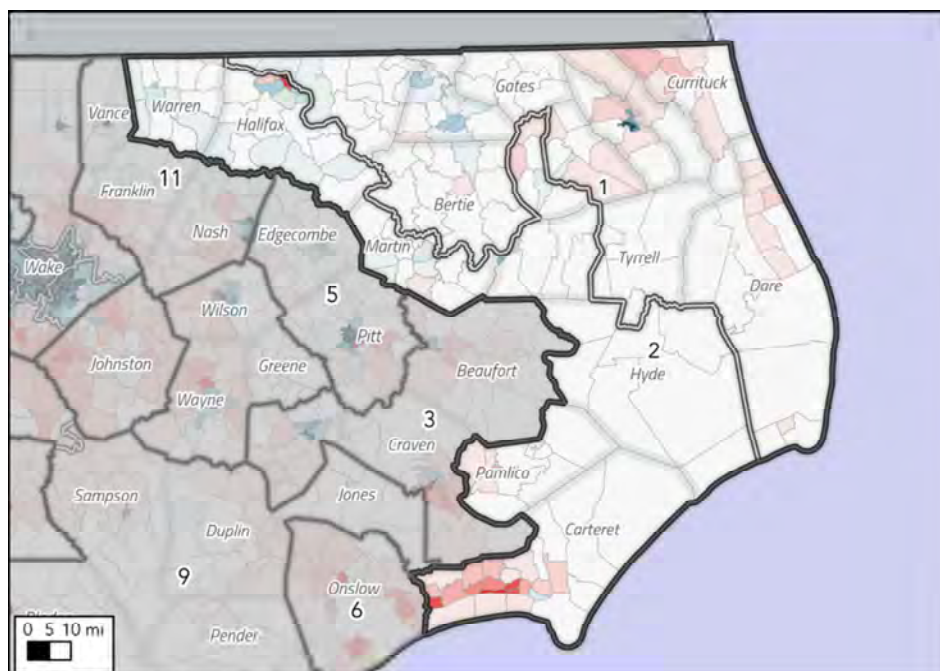 Gates
Currituck
Vance
Warren
Halifax
11
Franklin
1
Bertie
Nash
Edgecombe
Martin
Tyrrell
Wake
Dare
5
Wilson
Pitt
2
Johnston
Greene
Beaufort
Hyde
Wayne
3
Craven
Pamlico
Sampson
Jones
Duplin
Carteret
9
Onslow
6
Pender
0 5 10 mi